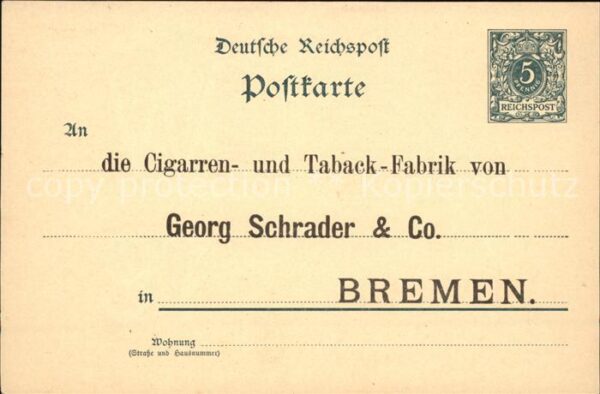 Deutsche Reichspost
Postkarte
5
PFENNIG
REICHSPOST
An
die Cigarren- und Taback-Fabrik von
copy protection Kopierschutz
Georg Schrader & Co.
in BREMEN.
Wohnung
(Straße und Hausnummer)